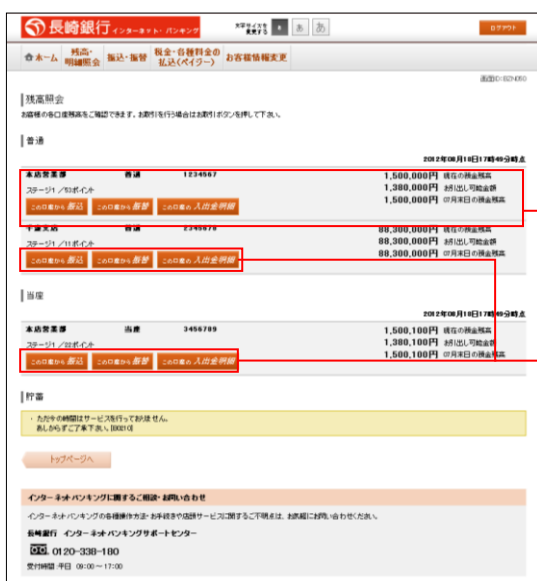 長崎銀行 インターネット・バンキング
文字サイズを
変更する
あ あ
ログアウト
ホーム 残高・
明細照会 振込・振替 税金・各種料金の
払込(ペイジー) お客様情報変更
残高照会
お客様の各口座残高をご確認できます。お取引を行う場合はお取引ボタンを押して下さい。
普通
2012年08月18日17時49分時点
本店営業部 普通 1234567 1,500,000円 現在の預金残高
ステージ1 /53ポイント 1,380,000円 お引出し可能金額
1,500,000円 07月末日の預金残高
この口座から 振込 この口座から 振替 この口座の 入出金明細
千葉支店 普通 2345678 88,300,000円 現在の預金残高
ステージ1 /11ポイント 88,300,000円 お引出し可能金額
88,300,000円 07月末日の預金残高
この口座から 振込 この口座から 振替 この口座の 入出金明細
当座
2012年08月18日17時49分時点
本店営業部 当座 3456789 1,500,100円 現在の預金残高
ステージ1 /22ポイント 1,380,100円 お引出し可能金額
1,500,100円 07月末日の預金残高
この口座から 振込 この口座から 振替 この口座の 入出金明細
貯蓄
・ ただ今の時間はサービスを行っておりません。
あしからずご了承下さい。[00010]
トップページへ
インターネットバンキングに関するご相談・お問い合わせ
インターネットバンキングの各種操作方法・お手続きや店頭サービスに関するご不明点は、お気軽にお問い合わせください。
長崎銀行 インターネットバンキングサポートセンター
0120-338-180
受付時間:平日 09:00～17:00